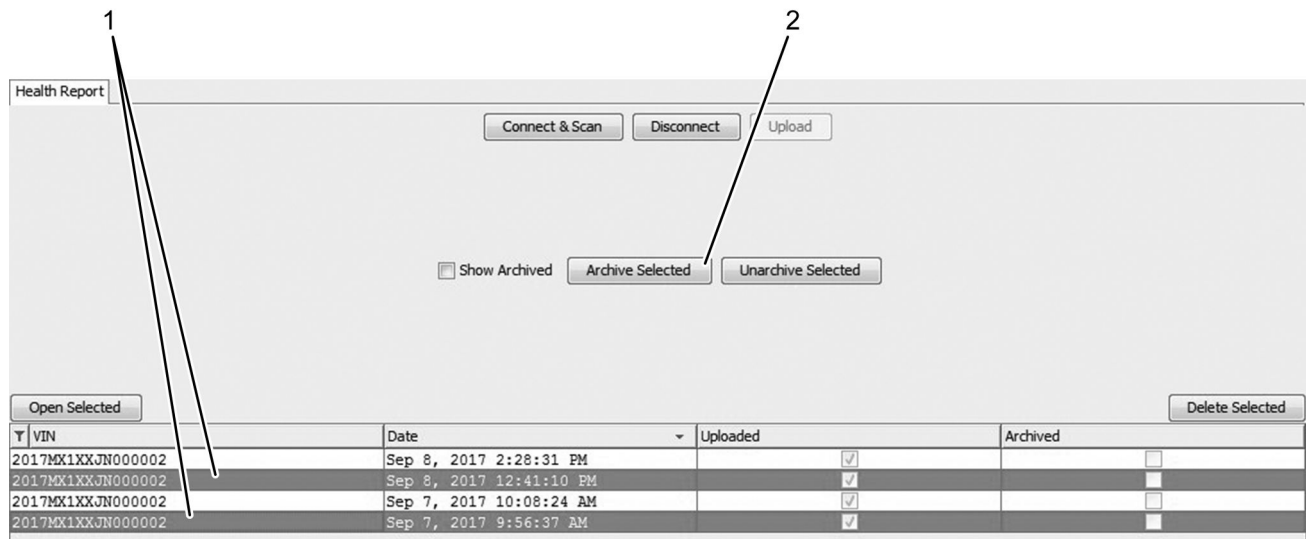 1 2
Health Report
Connect & Scan Disconnect Upload
Show Archived Archive Selected Unarchive Selected
Open Selected Delete Selected
VIN Date Uploaded Archived
2017MX1XXJN000002 Sep 8, 2017 2:28:31 PM
2017MX1XXJN000002 Sep 8, 2017 12:41:10 PM
2017MX1XXJN000002 Sep 7, 2017 10:08:24 AM
2017MX1XXJN000002 Sep 7, 2017 9:56:37 AM